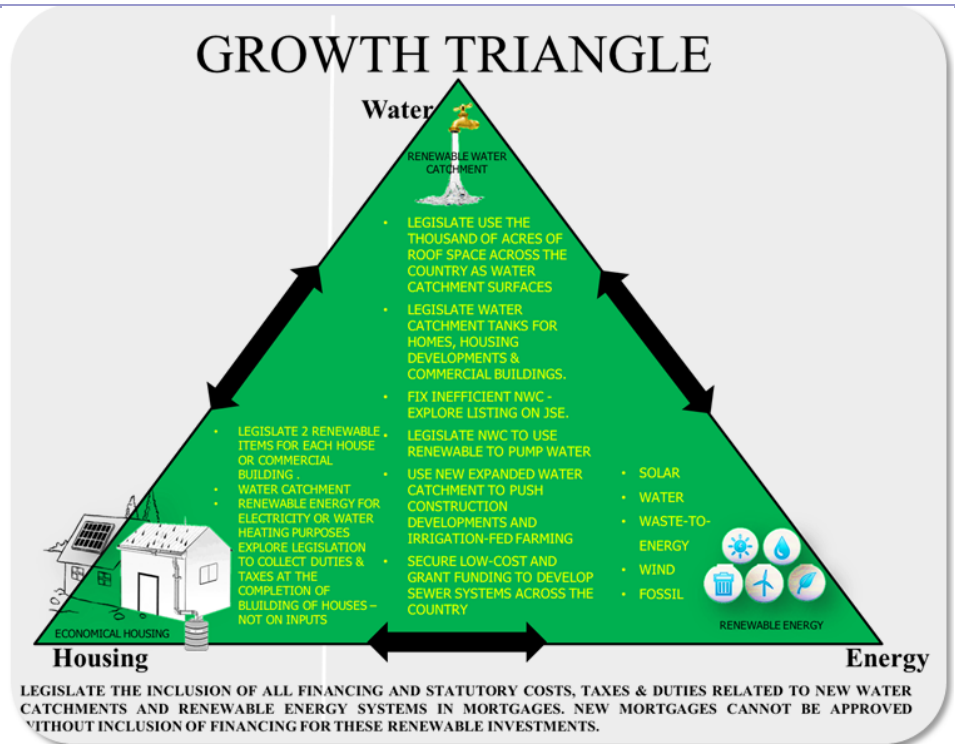 GROWTH TRIANGLE
Water
RENEWABLE WATER
CATCHMENT
• LEGISLATE USE THE
THOUSAND OF ACRES OF
ROOF SPACE ACROSS THE
COUNTRY AS WATER
CATCHMENT SURFACES
• LEGISLATE WATER
CATCHMENT TANKS FOR
HOMES, HOUSING
DEVELOPMENTS &
COMMERCIAL BUILDINGS.
• FIX INEFFICIENT NWC -
EXPLORE LISTING ON JSE.
• LEGISLATE NWC TO USE
RENEWABLE TO PUMP WATER
• USE NEW EXPANDED WATER
CATCHMENT TO PUSH
CONSTRUCTION
DEVELOPMENTS AND
IRRIGATION-FED FARMING
• SECURE LOW-COST AND
GRANT FUNDING TO DEVELOP
SEWER SYSTEMS ACROSS THE
COUNTRY
• LEGISLATE 2 RENEWABLE
ITEMS FOR EACH HOUSE
OR COMMERCIAL
BUILDING .
• WATER CATCHMENT
• RENEWABLE ENERGY FOR
ELECTRICITY OR WATER
HEATING PURPOSES
EXPLORE LEGISLATION
TO COLLECT DUTIES &
TAXES AT THE
COMPLETION OF
BLUILDING OF HOUSES –
NOT ON INPUTS
• SOLAR
• WATER
• WASTE-TO-
ENERGY
• WIND
• FOSSIL
ECONOMICAL HOUSING
RENEWABLE ENERGY
Housing
Energy
LEGISLATE THE INCLUSION OF ALL FINANCING AND STATUTORY COSTS, TAXES & DUTIES RELATED TO NEW WATER
CATCHMENTS AND RENEWABLE ENERGY SYSTEMS IN MORTGAGES. NEW MORTGAGES CANNOT BE APPROVED
WITHOUT INCLUSION OF FINANCING FOR THESE RENEWABLE INVESTMENTS.